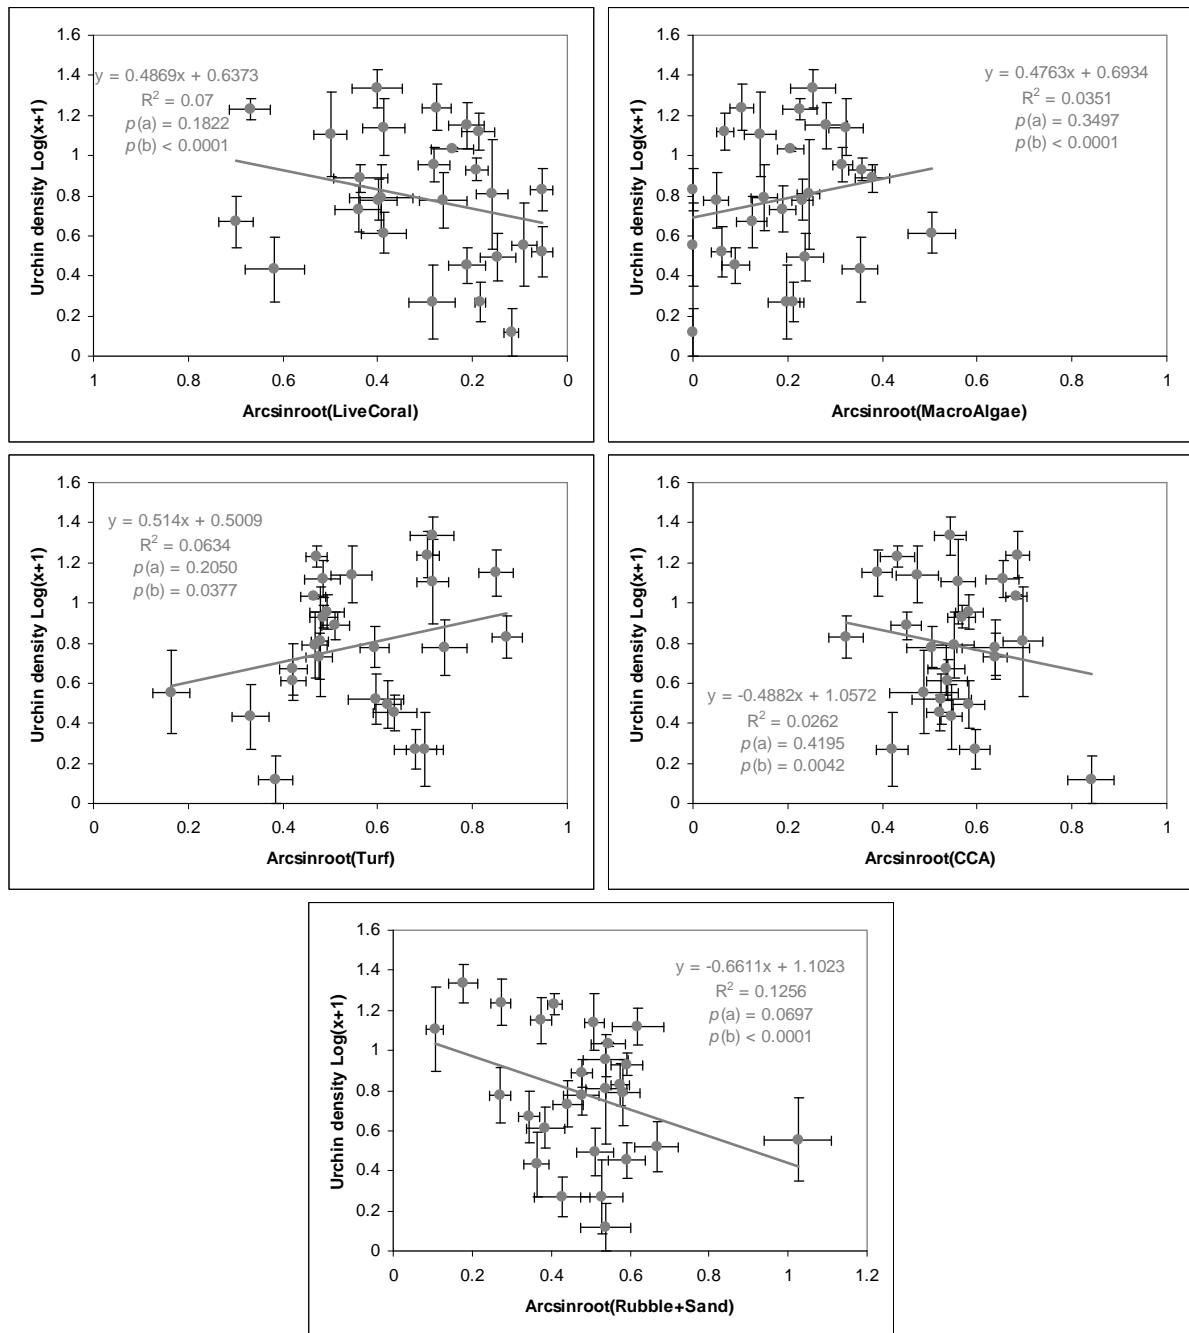 1.6
1.4
1.2
1
0.8
0.6
0.4
0.2
0
Urchin density Log(x+1)
y = 0.4869x + 0.6373
R² = 0.07
p(a) = 0.1822
p(b) < 0.0001
1 0.8 0.6 0.4 0.2 0
Arcsinroot(LiveCoral)
1.6
1.4
1.2
1
0.8
0.6
0.4
0.2
0
Urchin density Log(x+1)
y = 0.4763x + 0.6934
R² = 0.0351
p(a) = 0.3497
p(b) < 0.0001
0 0.2 0.4 0.6 0.8 1
Arcsinroot(MacroAlgae)
1.6
1.4
1.2
1
0.8
0.6
0.4
0.2
0
Urchin density Log(x+1)
y = 0.514x + 0.5009
R² = 0.0634
p(a) = 0.2050
p(b) = 0.0377
0 0.2 0.4 0.6 0.8 1
Arcsinroot(Turf)
1.6
1.4
1.2
1
0.8
0.6
0.4
0.2
0
Urchin density Log(x+1)
y = -0.4882x + 1.0572
R² = 0.0262
p(a) = 0.4195
p(b) = 0.0042
0 0.2 0.4 0.6 0.8 1
Arcsinroot(CCA)
1.6
1.4
1.2
1
0.8
0.6
0.4
0.2
0
Urchin density Log(x+1)
y = -0.6611x + 1.1023
R² = 0.1256
p(a) = 0.0697
p(b) < 0.0001
0 0.2 0.4 0.6 0.8 1 1.2
Arcsinroot(Rubble+Sand)